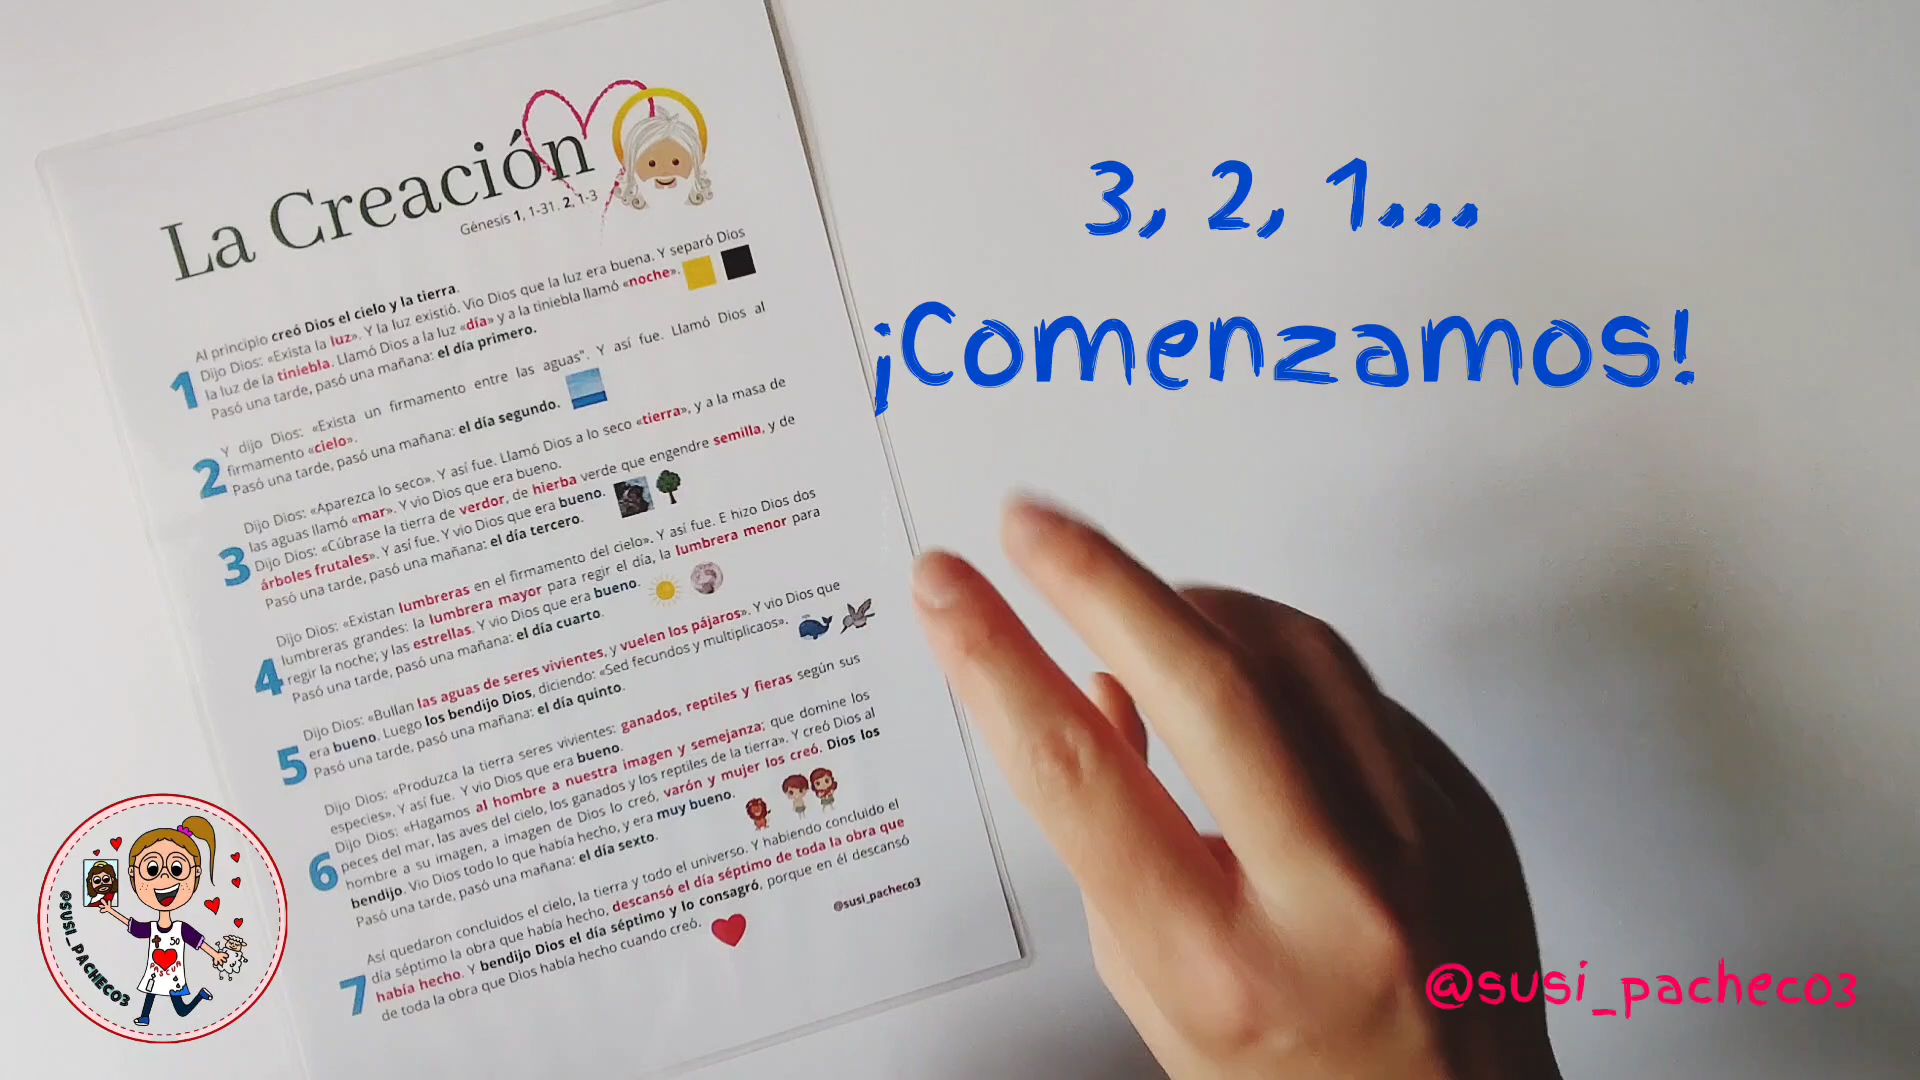 La Creación
Génesis 1, 1-31. 2, 1-3
1
Al principio creó Dios el cielo y la tierra.
Dijo Dios: «Exista la luz». Y la luz existió. Vio Dios que la luz era buena. Y separó Dios
la luz de la tiniebla. Llamó Dios a la luz «día» y a la tiniebla llamó «noche».
Pasó una tarde, pasó una mañana: el día primero.
2
Y dijo Dios: «Exista un firmamento entre las aguas". Y así fue. Llamó Dios al
firmamento «cielo».
Pasó una tarde, pasó una mañana: el día segundo.
3
Dijo Dios: «Aparezca lo seco». Y así fue. Llamó Dios a lo seco «tierra», y a la masa de
las aguas llamó «mar». Y vio Dios que era bueno.
Dijo Dios: «Cúbrase la tierra de verdor, de hierba verde que engendre semilla, y de
árboles frutales». Y así fue. Y vio Dios que era bueno.
Pasó una tarde, pasó una mañana: el día tercero.
4
Dijo Dios: «Existan lumbreras en el firmamento del cielo». Y así fue. E hizo Dios dos
lumbreras grandes: la lumbrera mayor para regir el día, la lumbrera menor para
regir la noche; y las estrellas. Y vio Dios que era bueno.
Pasó una tarde, pasó una mañana: el día cuarto.
5
Dijo Dios: «Bullan las aguas de seres vivientes, y vuelen los pájaros». Y vio Dios que
era bueno. Luego los bendijo Dios, diciendo: «Sed fecundos y multiplicaos».
Pasó una tarde, pasó una mañana: el día quinto.
6
Dijo Dios: «Produzca la tierra seres vivientes: ganados, reptiles y fieras según sus
especies». Y así fue. Y vio Dios que era bueno.
Dijo Dios: «Hagamos al hombre a nuestra imagen y semejanza; que domine los
peces del mar, las aves del cielo, los ganados y los reptiles de la tierra». Y creó Dios al
hombre a su imagen, a imagen de Dios lo creó, varón y mujer los creó. Dios los
bendijo. Vio Dios todo lo que había hecho, y era muy bueno.
Pasó una tarde, pasó una mañana: el día sexto.
7
Así quedaron concluidos el cielo, la tierra y todo el universo. Y habiendo concluido el
día séptimo la obra que había hecho, descansó el día séptimo de toda la obra que
había hecho. Y bendijo Dios el día séptimo y lo consagró, porque en él descansó
de toda la obra que Dios había hecho cuando creó.
@susi_pacheco3
3, 2, 1...
¡Comenzamos!
@susi_pacheco3
@SUSI_PACHECO3
50
PASCUA